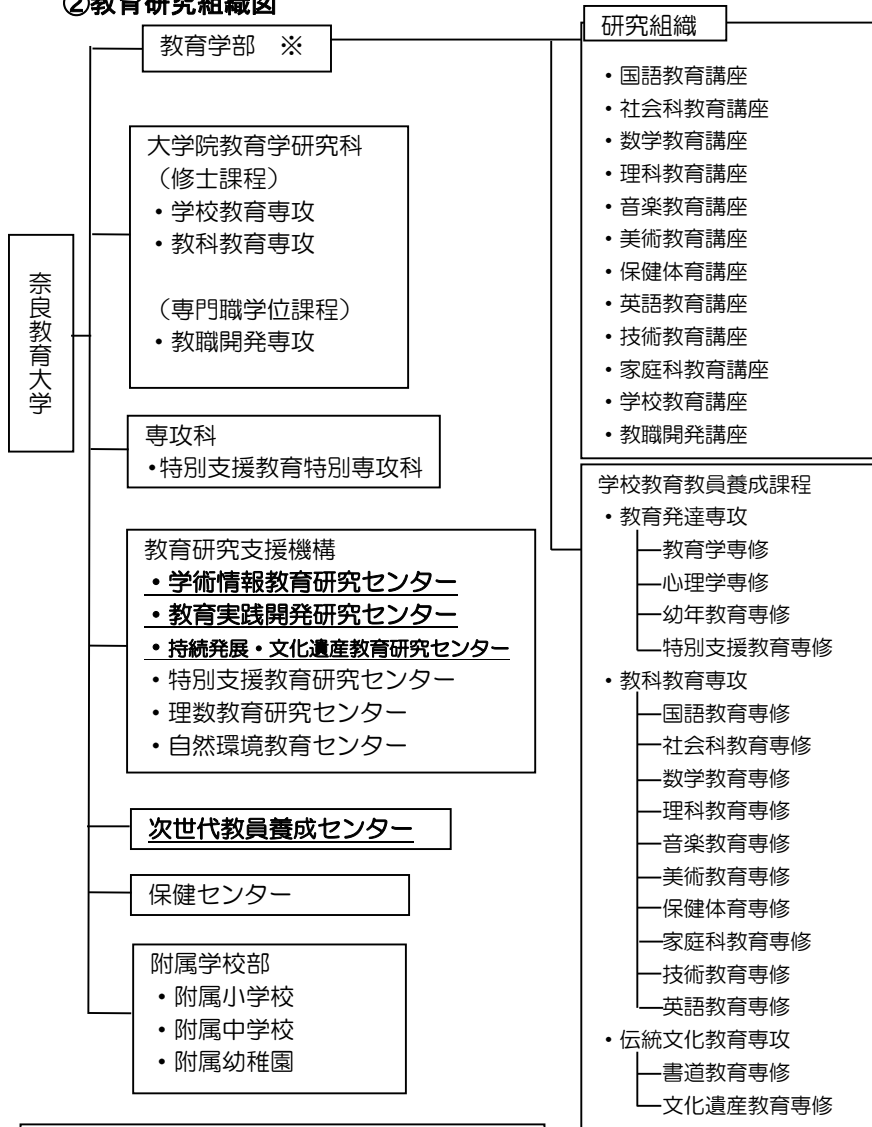 ②教育研究組織図
奈良教育大学
教育学部　※
大学院教育学研究科
（修士課程）
・学校教育専攻
・教科教育専攻
（専門職学位課程）
・教職開発専攻
専攻科
・特別支援教育特別専攻科
教育研究支援機構
・学術情報教育研究センター
・教育実践開発研究センター
・持続発展・文化遺産教育研究センター
・特別支援教育研究センター
・理数教育研究センター
・自然環境教育センター
次世代教員養成センター
保健センター
附属学校部
・附属小学校
・附属中学校
・附属幼稚園
研究組織
・国語教育講座
・社会科教育講座
・数学教育講座
・理科教育講座
・音楽教育講座
・美術教育講座
・保健体育講座
・英語教育講座
・技術教育講座
・家庭科教育講座
・学校教育講座
・教職開発講座
学校教育教員養成課程
・教育発達専攻
教育学専修
心理学専修
幼年教育専修
特別支援教育専修
・教科教育専攻
国語教育専修
社会科教育専修
数学教育専修
理科教育専修
音楽教育専修
美術教育専修
保健体育専修
家庭科教育専修
技術教育専修
英語教育専修
・伝統文化教育専攻
書道教育専修
文化遺産教育専修